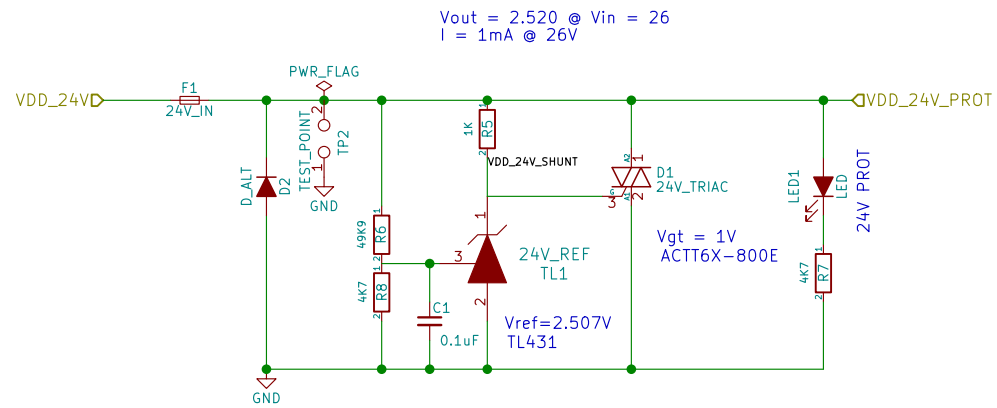 Vout = 2.520 @ Vin = 26
I = 1mA @ 26V
PWR_FLAG
VDD_24V
F1
24V_IN
VDD_24V_PROT
2
TEST_POINT
TP2
1
GND
D_ALT
D2
1
1K
R5
2
VDD_24V_SHUNT
A2
1
D1
24V_TRIAC
G
3
A1
2
LED1
LED
24V PROT
1
49K9
R6
2
1
3
24V_REF
TL1
Vgt = 1V
ACTT6X-800E
1
4K7
R8
2
C1
0.1uF
2
Vref=2.507V
TL431
1
4K7
R7
2
GND